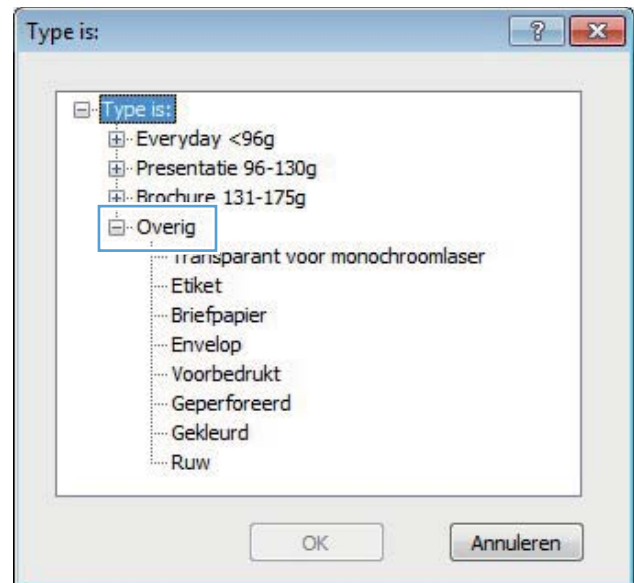 Type is:
Type is:
Everyday <96g
Presentatie 96-130g
Brochure 131-175g
Overig
Transparant voor monochroomlaser
Etiket
Briefpapier
Envelop
Voorbedrukt
Geperforeerd
Gekleurd
Ruw
OK Annuleren